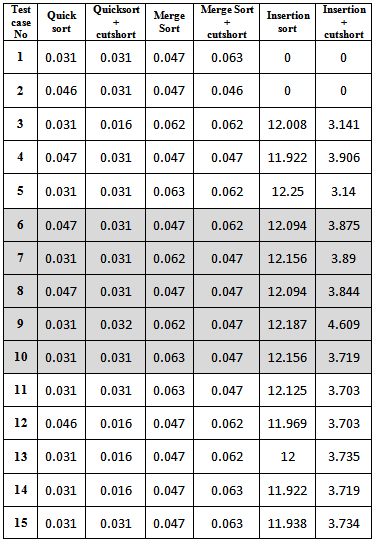 Test case No | Quick sort | Quicksort + cutshort | Merge Sort | Merge Sort + cutshort | Insertion sort | Insertion + cutshort
1 | 0.031 | 0.031 | 0.047 | 0.063 | 0 | 0
2 | 0.046 | 0.031 | 0.047 | 0.046 | 0 | 0
3 | 0.031 | 0.016 | 0.062 | 0.062 | 12.008 | 3.141
4 | 0.047 | 0.031 | 0.047 | 0.047 | 11.922 | 3.906
5 | 0.031 | 0.031 | 0.063 | 0.062 | 12.25 | 3.14
6 | 0.047 | 0.031 | 0.047 | 0.062 | 12.094 | 3.875
7 | 0.031 | 0.031 | 0.062 | 0.047 | 12.156 | 3.89
8 | 0.047 | 0.031 | 0.047 | 0.047 | 12.094 | 3.844
9 | 0.031 | 0.032 | 0.062 | 0.047 | 12.187 | 4.609
10 | 0.031 | 0.031 | 0.063 | 0.047 | 12.156 | 3.719
11 | 0.031 | 0.031 | 0.063 | 0.047 | 12.125 | 3.703
12 | 0.046 | 0.016 | 0.047 | 0.062 | 11.969 | 3.703
13 | 0.031 | 0.016 | 0.047 | 0.062 | 12 | 3.735
14 | 0.031 | 0.016 | 0.047 | 0.063 | 11.922 | 3.719
15 | 0.031 | 0.031 | 0.047 | 0.063 | 11.938 | 3.734